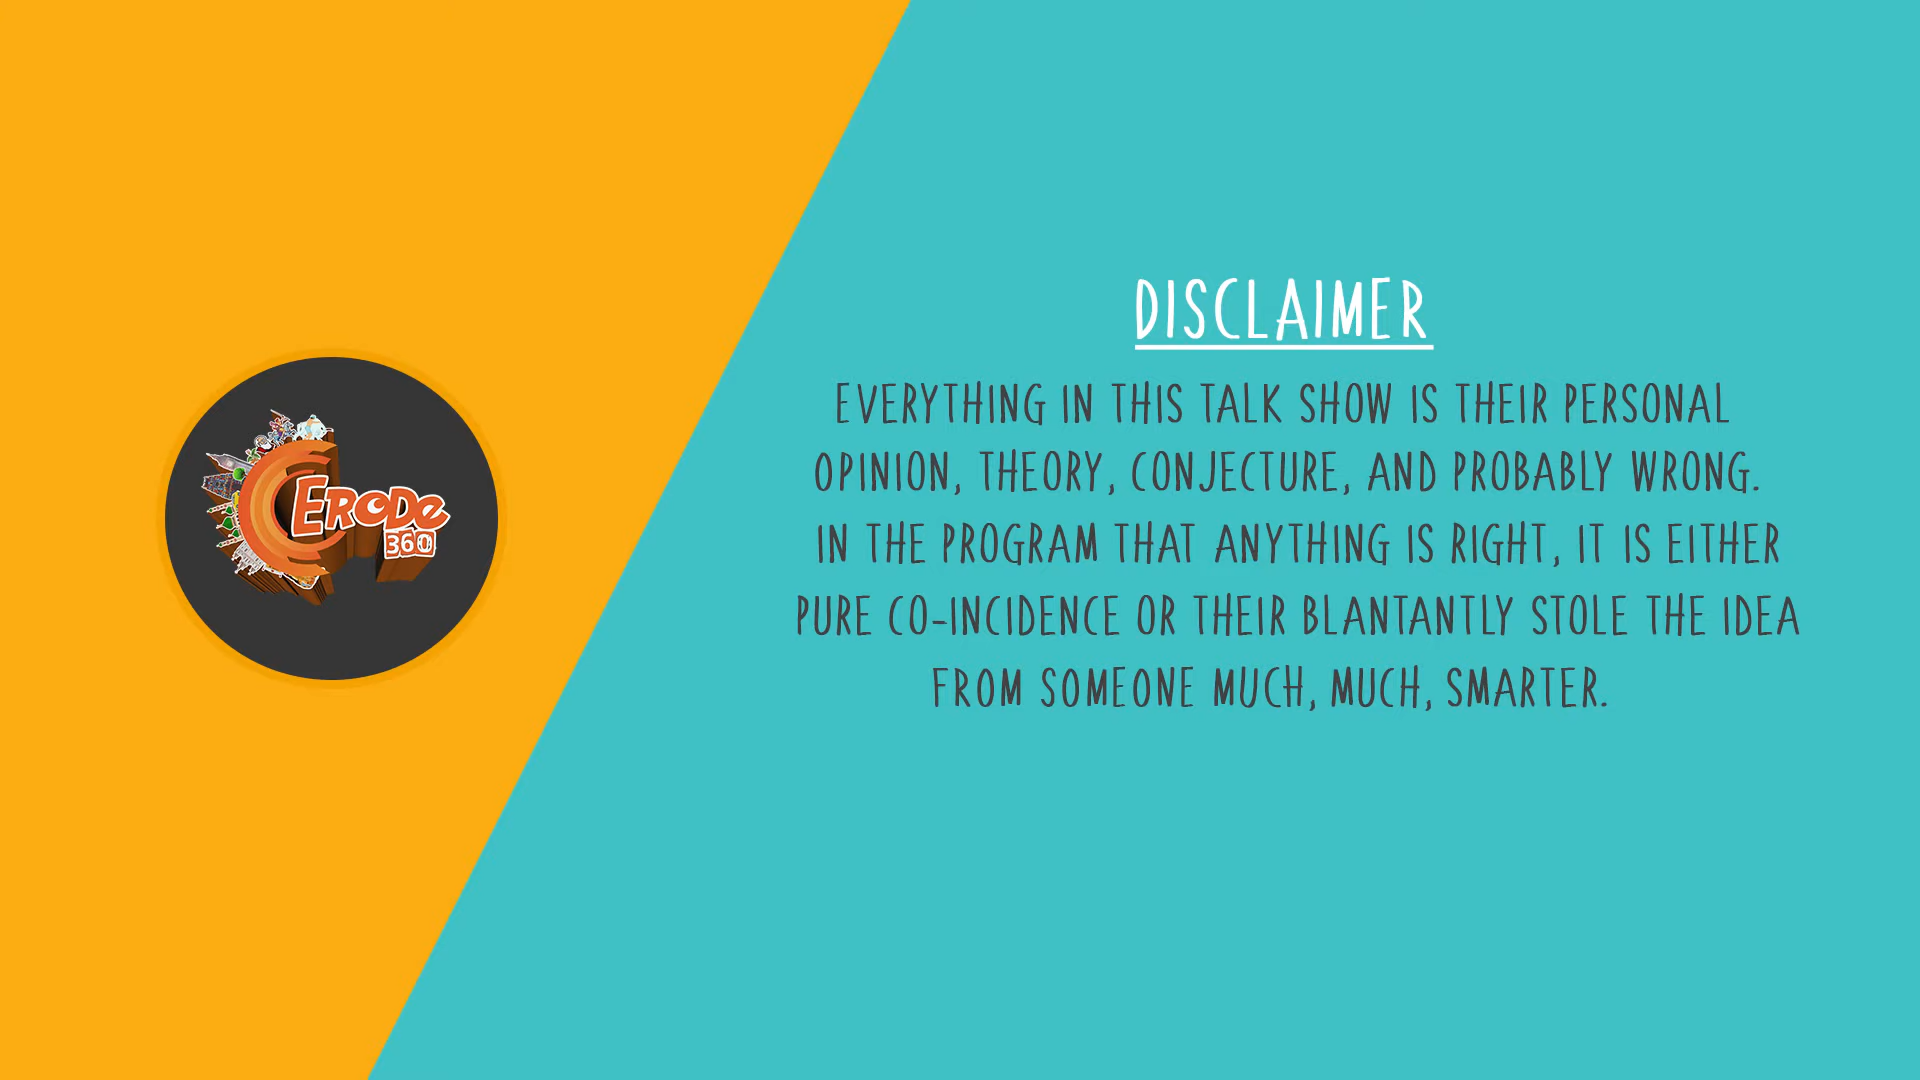 ERODE
360
DISCLAIMER
EVERYTHING IN THIS TALK SHOW IS THEIR PERSONAL
OPINION, THEORY, CONJECTURE, AND PROBABLY WRONG.
IN THE PROGRAM THAT ANYTHING IS RIGHT, IT IS EITHER
PURE CO-INCIDENCE OR THEIR BLANTANTLY STOLE THE IDEA
FROM SOMEONE MUCH, MUCH, SMARTER.